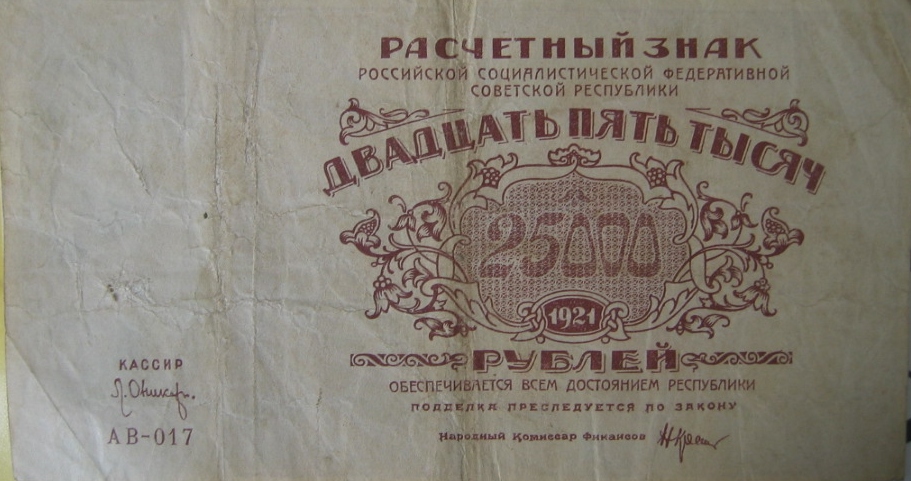 РАСЧЕТНЫЙ ЗНАК
РОССИЙСКОЙ СОЦИАЛИСТИЧЕСКОЙ ФЕДЕРАТИВНОЙ
СОВЕТСКОЙ РЕСПУБЛИКИ
ДВАДЦАТЬ ПЯТЬ ТЫСЯЧ
25000
1921
РУБЛЕЙ
ОБЕСПЕЧИВАЕТСЯ ВСЕМ ДОСТОЯНИЕМ РЕСПУБЛИКИ
ПОДДЕЛКА ПРЕСЛЕДУЕТСЯ ПО ЗАКОНУ
Народный Комиссар Финансов
КАССИР
АВ-017